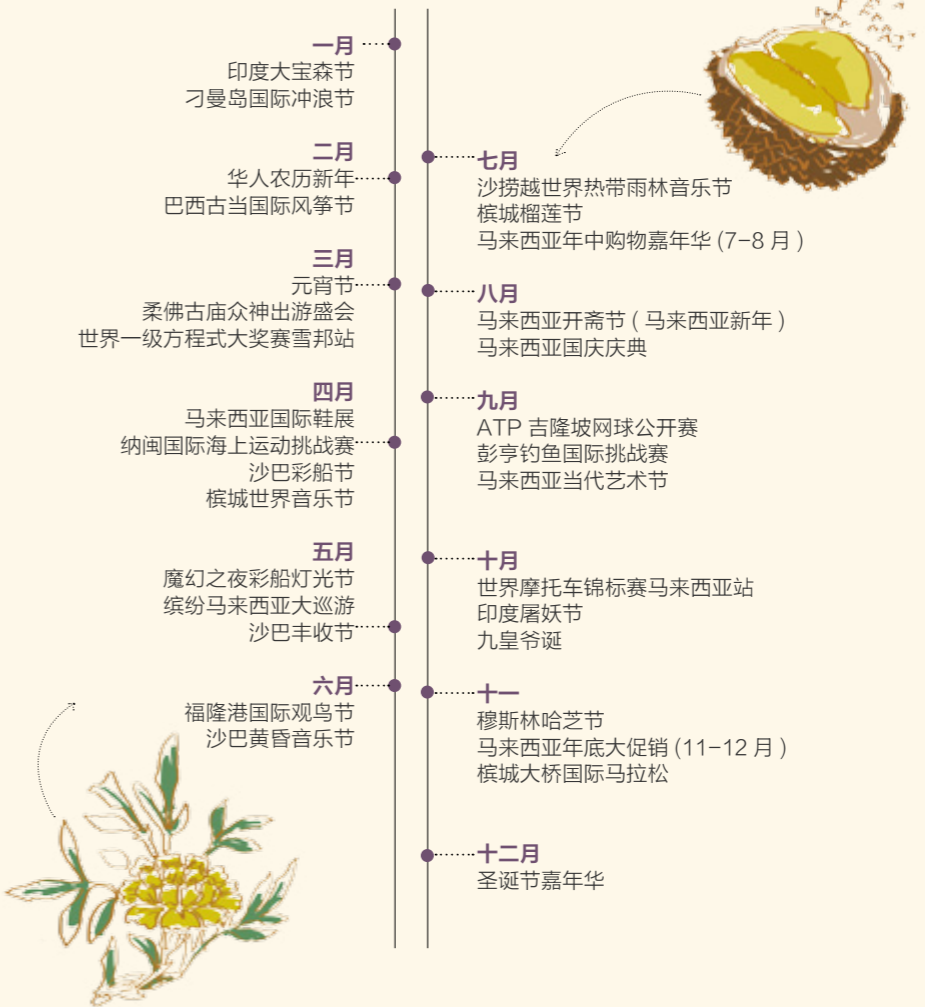 一月
印度大宝森节
刁曼岛国际冲浪节
二月
华人农历新年
巴西古当国际风筝节
三月
元宵节
柔佛古庙众神出游盛会
世界一级方程式大奖赛雪邦站
四月
马来西亚国际鞋展
纳闽国际海上运动挑战赛
沙巴彩船节
槟城世界音乐节
五月
魔幻之夜彩船灯光节
缤纷马来西亚大巡游
沙巴丰收节
六月
福隆港国际观鸟节
沙巴黄昏音乐节
七月
沙捞越世界热带雨林音乐节
槟城榴莲节
马来西亚年中购物嘉年华 (7-8 月 )
八月
马来西亚开斋节 ( 马来西亚新年 )
马来西亚国庆庆典
九月
ATP 吉隆坡网球公开赛
彭亨钓鱼国际挑战赛
马来西亚当代艺术节
十月
世界摩托车锦标赛马来西亚站
印度屠妖节
九皇爷诞
十一
穆斯林哈芝节
马来西亚年底大促销 (11-12 月 )
槟城大桥国际马拉松
十二月
圣诞节嘉年华